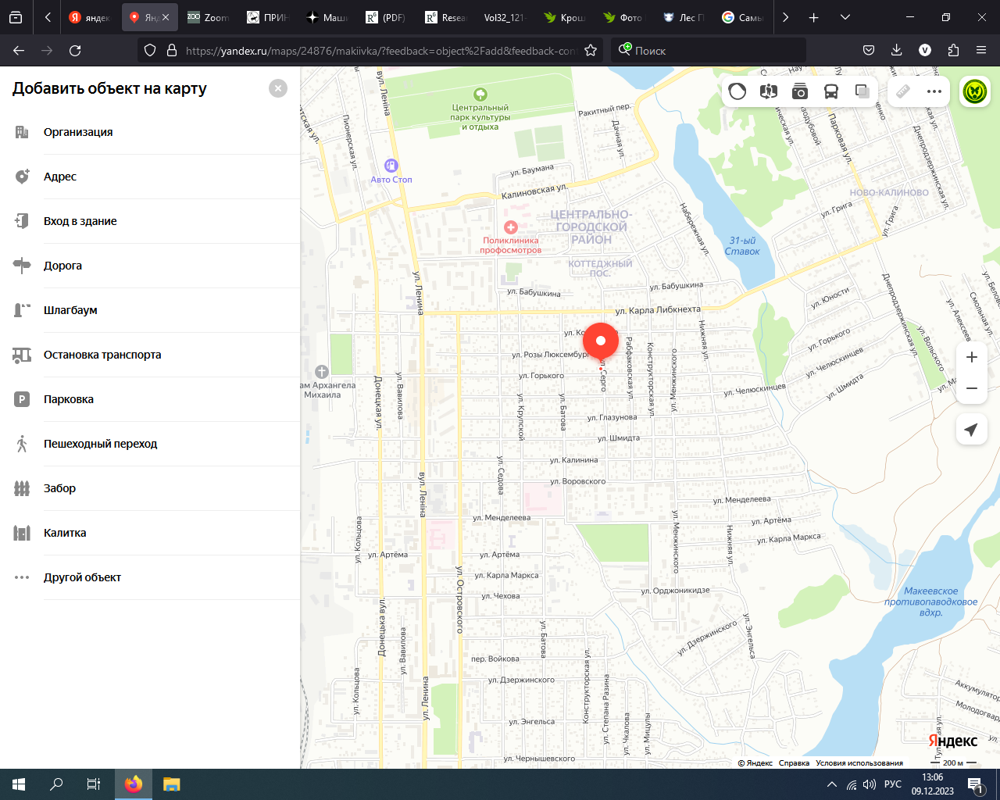 яндек
Янд
Zoom
ПРИН
Маши
(PDF)
Resear
Vol32_121-
Крош
Фото
Лес П
Самы
https://yandex.ru/maps/24876/makiivka/?feedback=object%2Fadd&feedback-con
Поиск
Добавить объект на карту
Организация
Адрес
Вход в здание
Дорога
Шлагбаум
Остановка транспорта
Парковка
Пешеходный переход
Забор
Калитка
Другой объект
вул. Леніна
Пионерская ул.
Центральный
парк культуры
и отдыха
Ракитный пер.
Дачная ул.
Парковая ул.
Днепродзержинская ул.
Авто Стоп
ул. Баумана
Калиновская ул.
НОВО-КАЛИНОВО
ул. Грига
ул. Грига
ЦЕНТРАЛЬНО-
ГОРОДСКОЙ
РАЙОН
Набережная ул.
Поликлиника
профосмотров
31-ый
Ставок
КОТТЕДЖНЫЙ
ПОС.
ул. Ленина
ул. Бабушкина
ул. Бабушкина
Днепродзержинская ул.
ул. Юности
Смольная ул.
ул. Карла Либкнехта
Нижняя ул.
ул. Горького
ул. Вольского
ул. Розы Люксембург
Рабфаковская ул.
Конструкторская ул.
ул. Менжинского
ул. Челюскинцев
ам Архангела
Михаила
Донецкая ул.
ул. Вавилова
ул. Горького
ул. Серго
ул. Челюскинцев
ул. Шмидта
ул. Крупской
ул. Батова
ул. Глазунова
ул. Шмидта
ул. Седова
ул. Калинина
ул. Воровского
вул. Леніна
ул. Менделеева
ул. Менделеева
ул. Артёма
ул. Кольцова
ул. Менжинского
Нижняя ул.
ул. Карла Маркса
ул. Артёма
ул. Артёма
ул. Островского
ул. Карла Маркса
ул. Чехова
ул. Орджоникидзе
Макеевское
противопаводковое
вдхр.
Донецька вул.
ул. Вавилова
ул. Батова
ул. Дзержинского
ул. Энгельса
пер. Войкова
Конструкторская ул.
ул. Кольцова
ул. Ленина
ул. Дзержинского
ул. Степана Разина
Аккумулятор
Молодогвар
ул. Энгельса
ул. Чкалова
ул. Мицулы
ул. Чернышевского
Яндекс
© Яндекс Справка Условия использования
200 м
РУС
13:06
09.12.2023
1